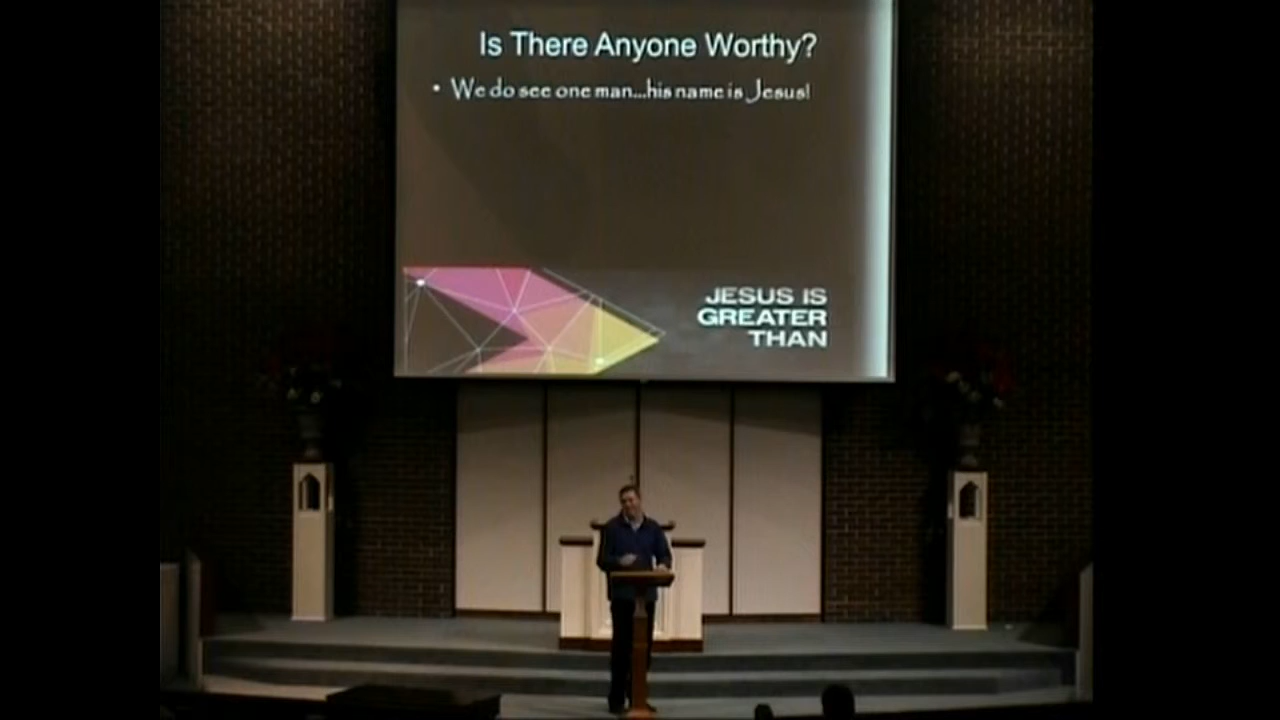 Is There Anyone Worthy?
• We do see one man...his name is Jesus!
JESUS IS
GREATER
THAN